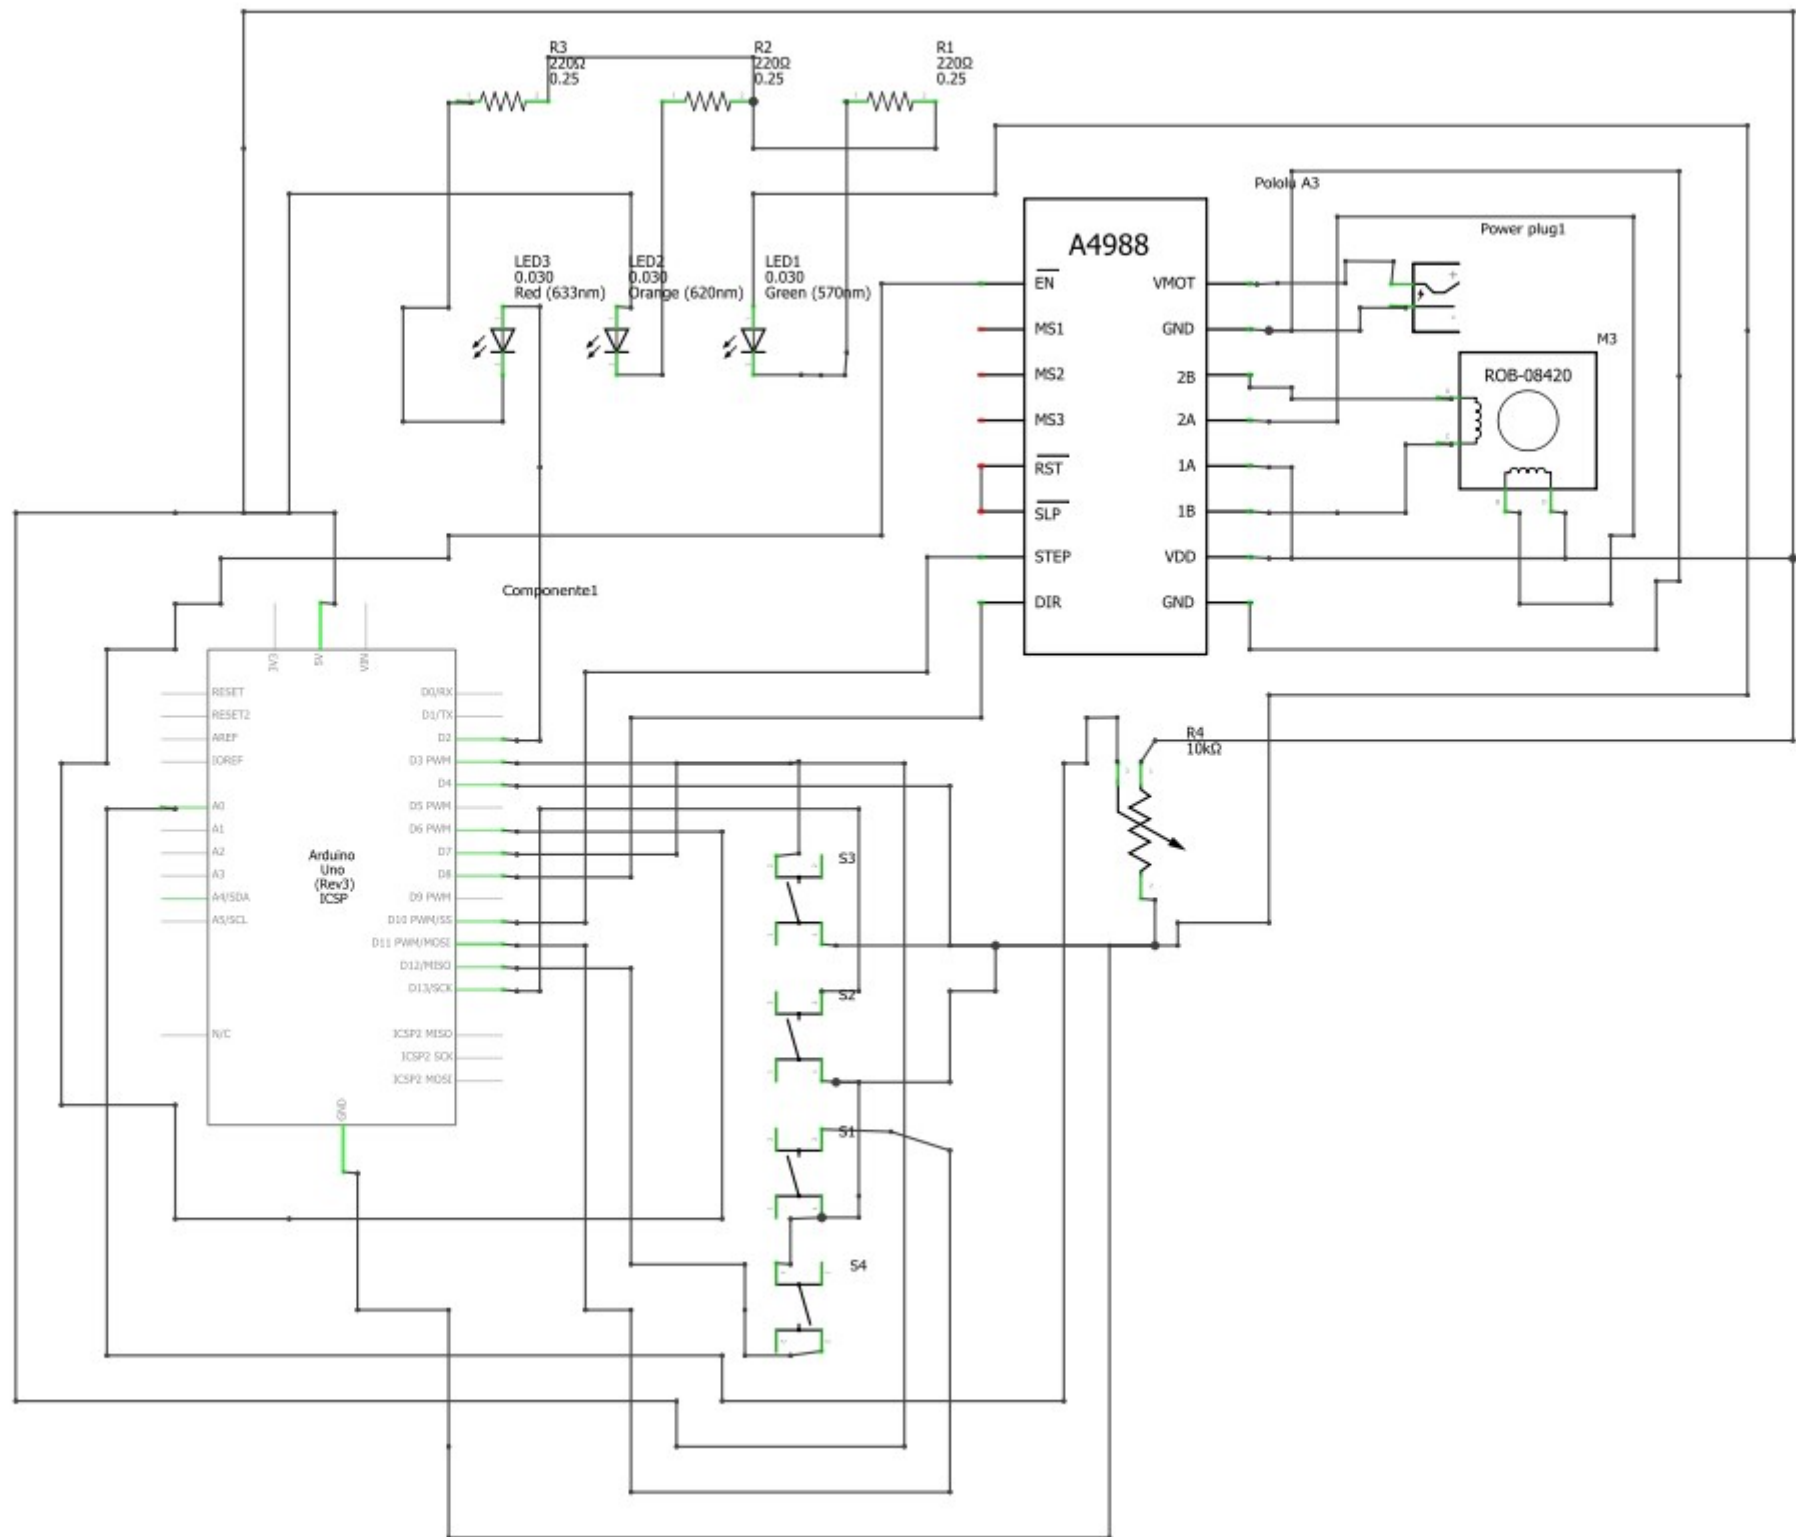 R3
220Ω
0.25
R2
220Ω
0.25
R1
220Ω
0.25
LED3
0.030
Red (633nm)
LED2
0.030
Orange (620nm)
LED1
0.030
Green (570nm)
Pololu A3
A4988
EN
MS1
MS2
MS3
RST
SLP
STEP
DIR
VMOT
GND
2B
2A
1A
1B
VDD
GND
Power plug1
+
-
M3
ROB-08420
Componente1
3V3
5V
VIN
RESET
RESET2
AREF
IOREF
A0
A1
A2
A3
A4/SDA
A5/SCL
N/C
Arduino
Uno
(Rev3)
ICSP
D0/RX
D1/TX
D2
D3 PWM
D4
D5 PWM
D6 PWM
D7
D8
D9 PWM
D10 PWM/SS
D11 PWM/MOSI
D12/MISO
D13/SCK
ICSP2 MISO
ICSP2 SCK
ICSP2 MOSI
GND
R4
10kΩ
S3
S2
S1
S4